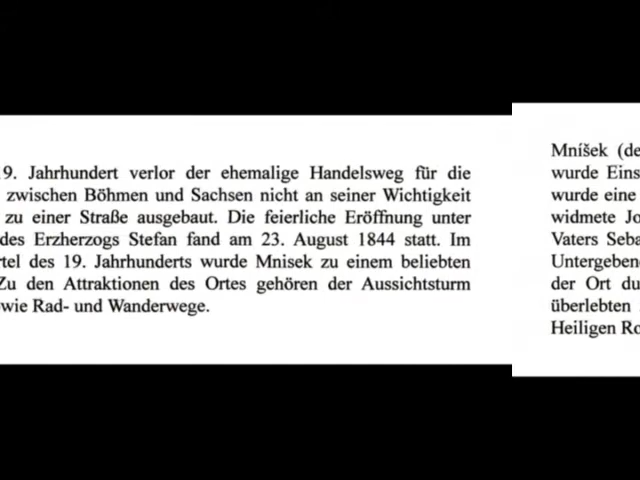 9. Jahrhundert verlor der ehemalige Handelsweg für die
zwischen Böhmen und Sachsen nicht an seiner Wichtigkeit
zu einer Straße ausgebaut. Die feierliche Eröffnung unter
des Erzherzogs Stefan fand am 23. August 1844 statt. Im
rtel des 19. Jahrhunderts wurde Mnisek zu einem beliebten
Zu den Attraktionen des Ortes gehören der Aussichtsturm
owie Rad- und Wanderwege.
Mníšek (de
wurde Eins
wurde eine
widmete Jo
Vaters Seba
Untergeben
der Ort du
überlebten
Heiligen Ro